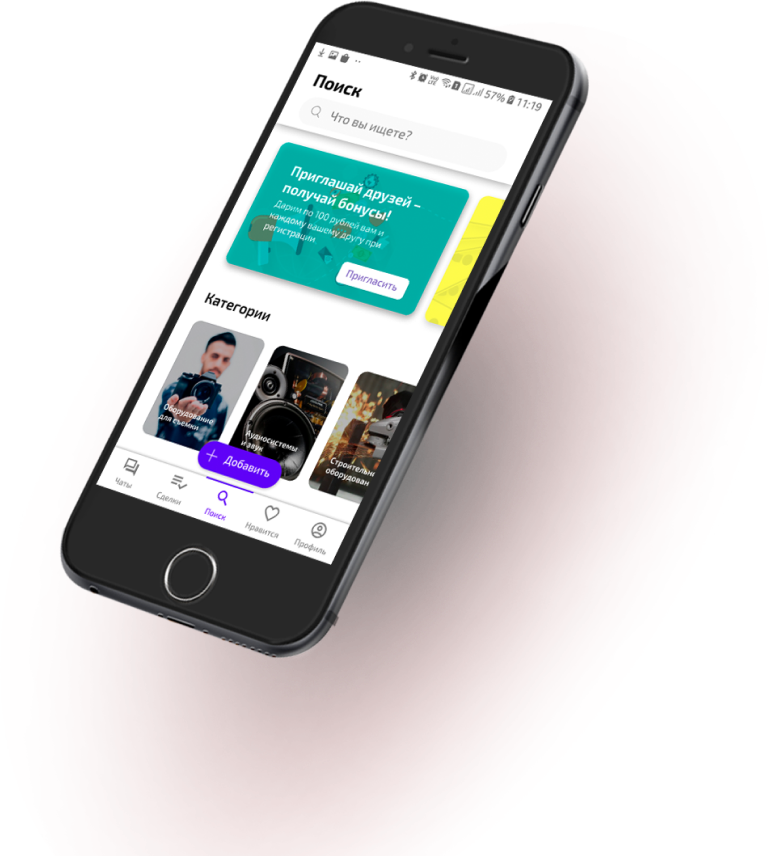 57% 11:19
Поиск
Что вы ищете?
Приглашай друзей –
получай бонусы!
Дарим по 100 рублей вам и
каждому вашему другу при
регистрации
Пригласить
Категории
Оборудование
для съёмки
Аудиосистемы
и звук
Строительн
оборудован
+ Добавить
Чаты
Сделки
Поиск
Нравится
Профиль